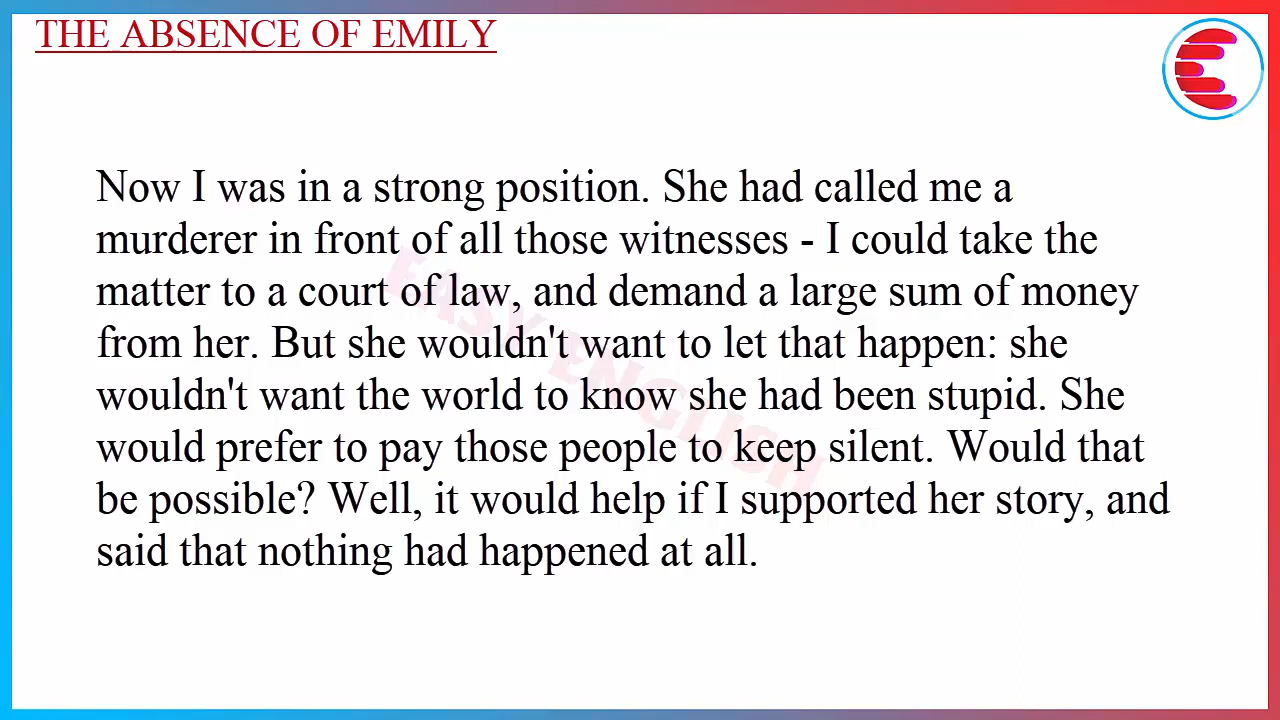 THE ABSENCE OF EMILY
Now I was in a strong position. She had called me a
murderer in front of all those witnesses - I could take the
matter to a court of law, and demand a large sum of money
from her. But she wouldn't want to let that happen: she
wouldn't want the world to know she had been stupid. She
would prefer to pay those people to keep silent. Would that
be possible? Well, it would help if I supported her story, and
said that nothing had happened at all.
EASY ENGLISH